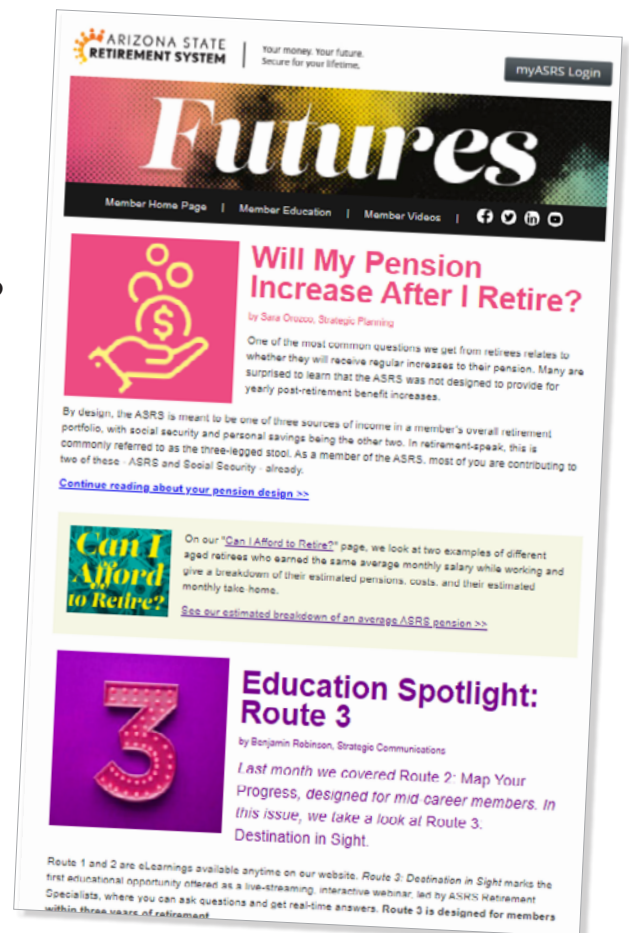 ARIZONA STATE
RETIREMENT SYSTEM
Your money. Your future.
Secure for your lifetime.
myASRS Login
Futures
Member Home Page | Member Education | Member Videos |
Will My Pension
Increase After I Retire?
by Sara Orozco, Strategic Planning
One of the most common questions we get from retirees relates to
whether they will receive regular increases to their pension. Many are
surprised to learn that the ASRS was not designed to provide for
yearly post-retirement benefit increases.
By design, the ASRS is meant to be one of three sources of income in a member's overall retirement
portfolio, with social security and personal savings being the other two. In retirement-speak, this is
commonly referred to as the three-legged stool. As a member of the ASRS, most of you are contributing to
two of these - ASRS and Social Security - already.
Continue reading about your pension design >>
Can I
Afford
to Retire?
On our "Can I Afford to Retire?" page, we look at two examples of different
aged retirees who earned the same average monthly salary while working and
give a breakdown of their estimated pensions, costs, and their estimated
monthly take-home.
See our estimated breakdown of an average ASRS pension >>
3
Education Spotlight:
Route 3
by Benjamin Robinson, Strategic Communications
Last month we covered Route 2: Map Your
Progress, designed for mid-career members. In
this issue, we take a look at Route 3:
Destination in Sight.
Route 1 and 2 are eLearnings available anytime on our website. Route 3: Destination in Sight marks the
first educational opportunity offered as a live-streaming, interactive webinar, led by ASRS Retirement
Specialists, where you can ask questions and get real-time answers. Route 3 is designed for members
within three years of retirement